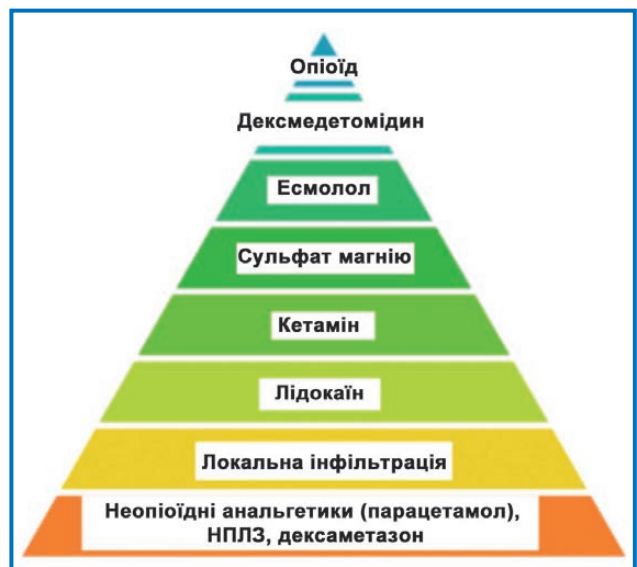 Опіоїд
Дексмедетомідин
Есмолол
Сульфат магнію
Кетамін
Лідокаїн
Локальна інфільтрація
Неопіоїдні анальгетики (парацетамол),
НПЛЗ, дексаметазон